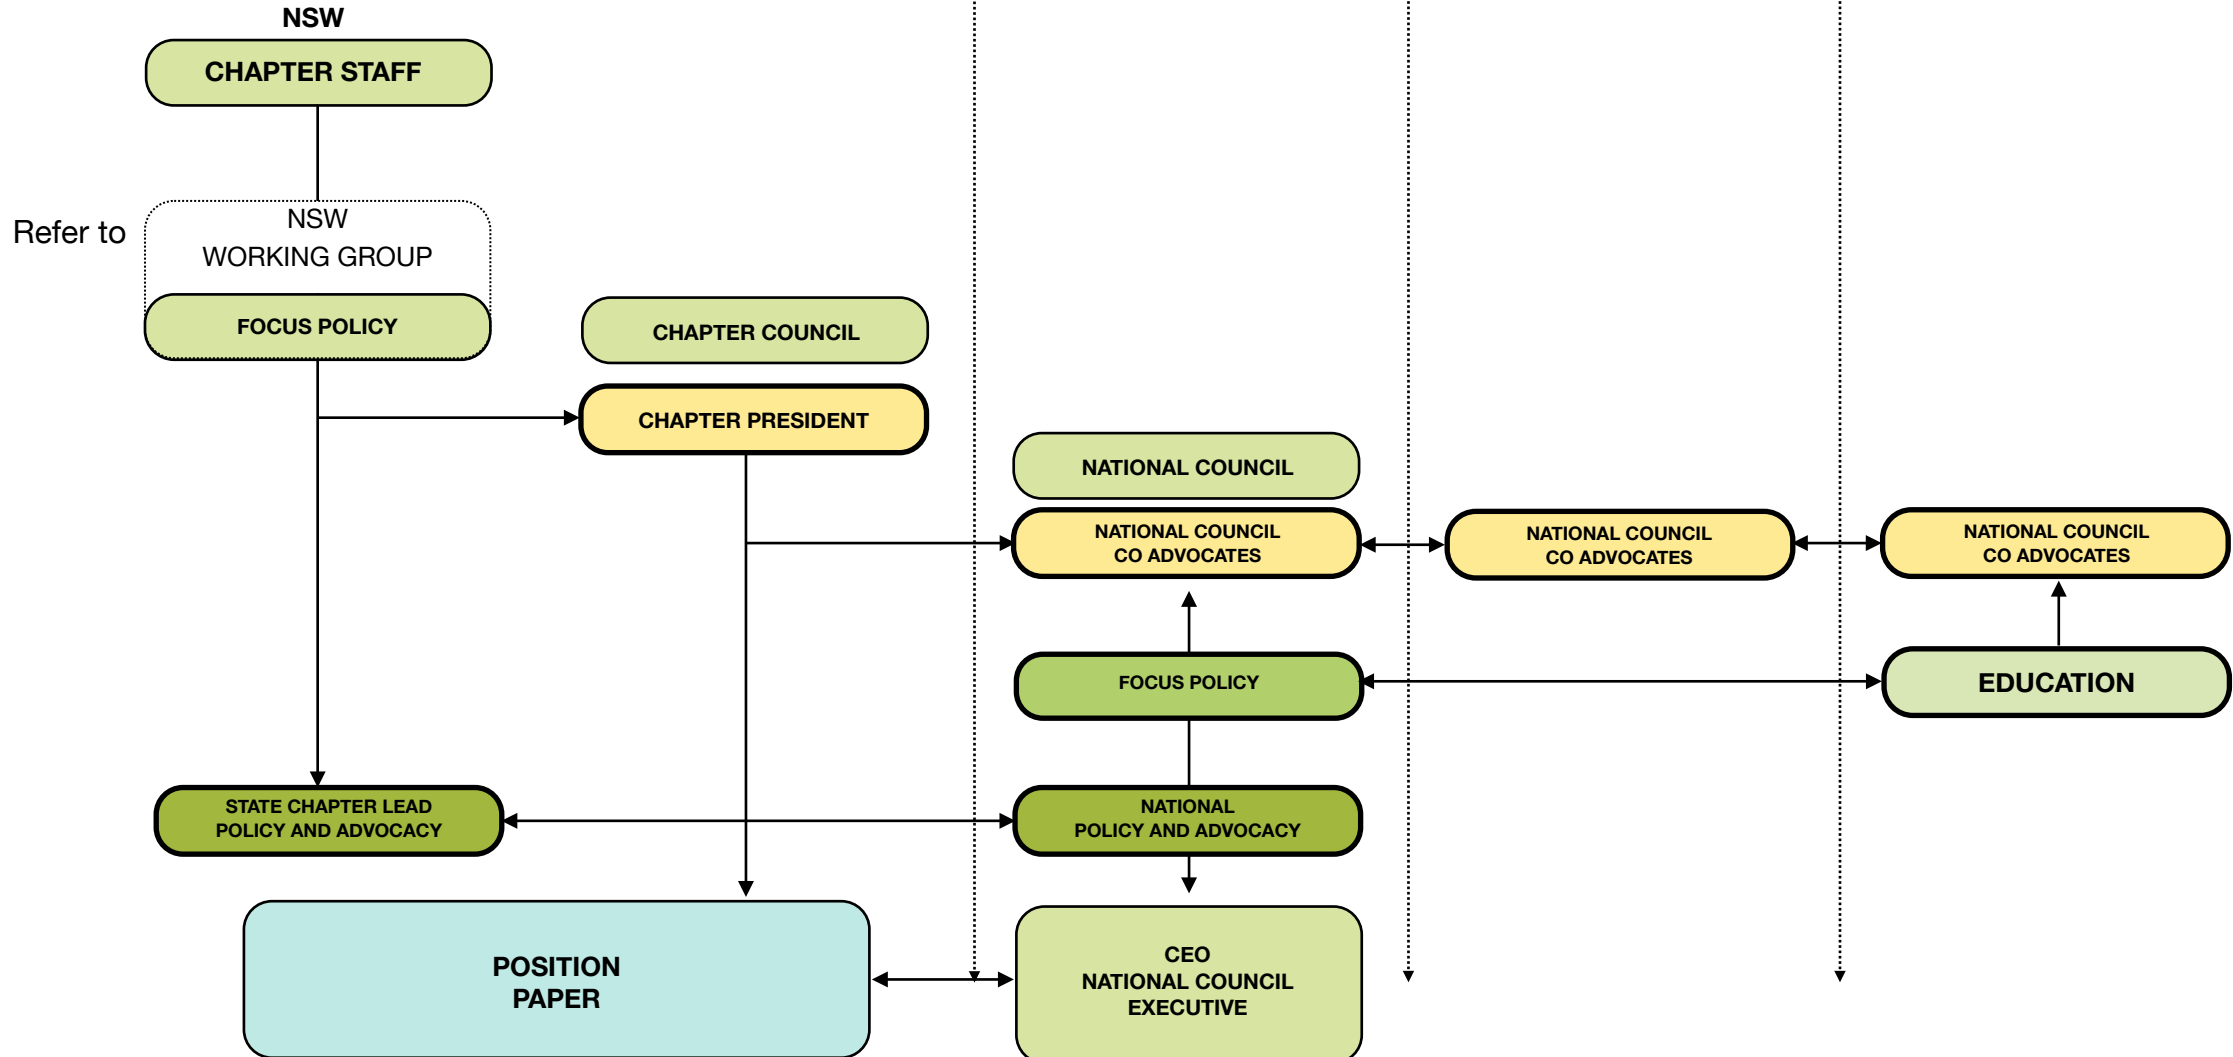 NSW
CHAPTER STAFF
Refer to
NSW
WORKING GROUP
FOCUS POLICY
CHAPTER COUNCIL
CHAPTER PRESIDENT
NATIONAL COUNCIL
NATIONAL COUNCIL
CO ADVOCATES
NATIONAL COUNCIL
CO ADVOCATES
NATIONAL COUNCIL
CO ADVOCATES
FOCUS POLICY
EDUCATION
STATE CHAPTER LEAD
POLICY AND ADVOCACY
NATIONAL
POLICY AND ADVOCACY
POSITION
PAPER
CEO
NATIONAL COUNCIL
EXECUTIVE